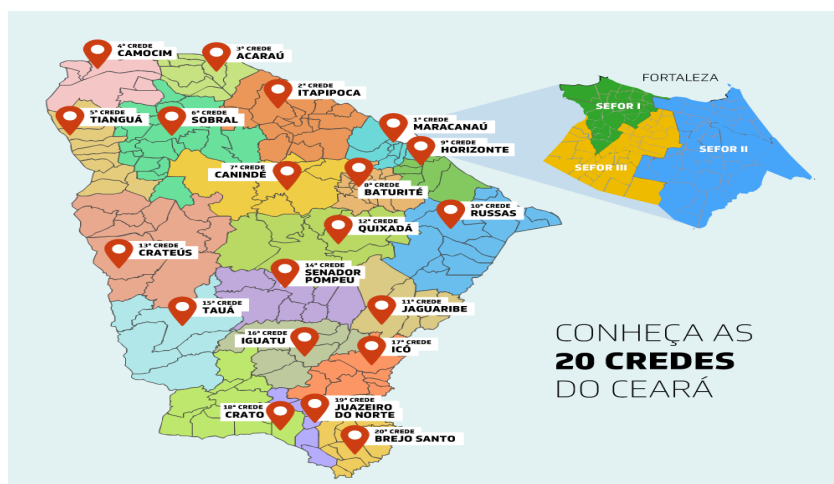 4ª CREDE
CAMOCIM
3ª CREDE
ACARAÚ
2ª CREDE
ITAPIPOCA
5ª CREDE
TIANGUÁ
6ª CREDE
SOBRAL
1ª CREDE
MARACANAÚ
9ª CREDE
HORIZONTE
7ª CREDE
CANINDÉ
8ª CREDE
BATURITÉ
10ª CREDE
RUSSAS
12ª CREDE
QUIXADÁ
13ª CREDE
CRATEÚS
14ª CREDE
SENADOR
POMPEU
15ª CREDE
TAUÁ
11ª CREDE
JAGUARIBE
16ª CREDE
IGUATU
17ª CREDE
ICÓ
18ª CREDE
CRATO
19ª CREDE
JUAZEIRO
DO NORTE
20ª CREDE
BREJO SANTO
FORTALEZA
SEFOR I
SEFOR II
SEFOR III
CONHEÇA AS
20 CREDES
DO CEARÁ